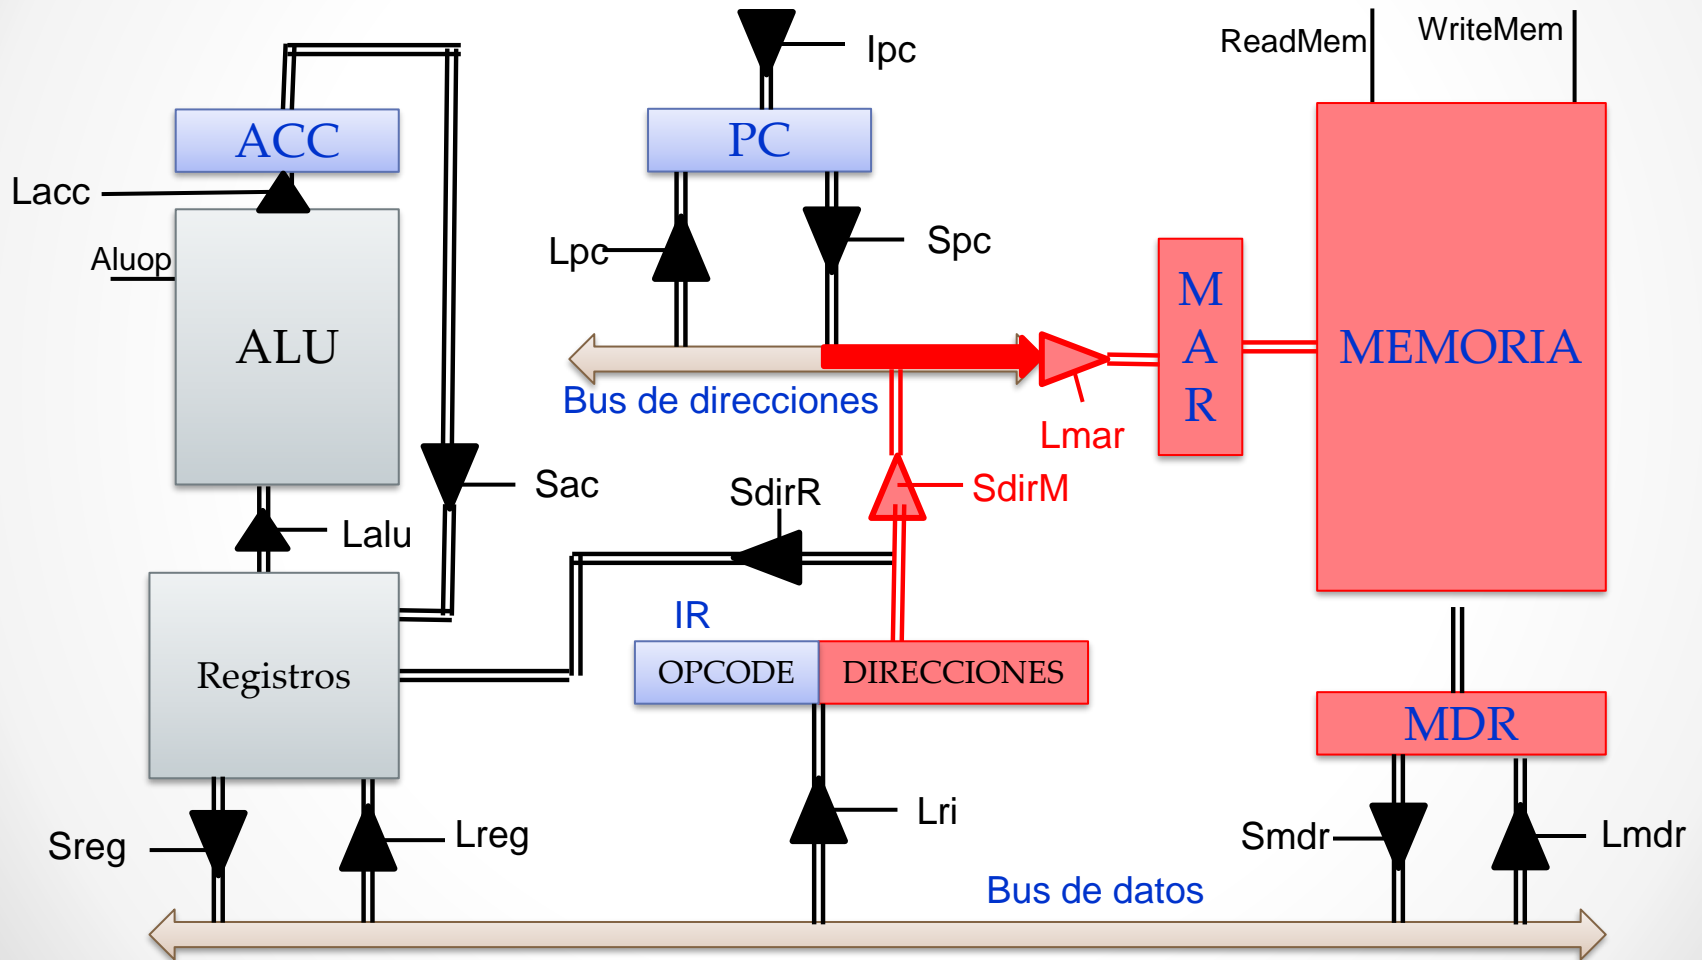 Ipc
ReadMem
WriteMem
ACC
PC
Lacc
Aluop
Lpc
Spc
M
A
R
ALU
MEMORIA
Bus de direcciones
Lmar
Sac
SdirR
SdirM
Lalu
IR
Registros
OPCODE
DIRECCIONES
MDR
Sreg
Lreg
Lri
Smdr
Lmdr
Bus de datos